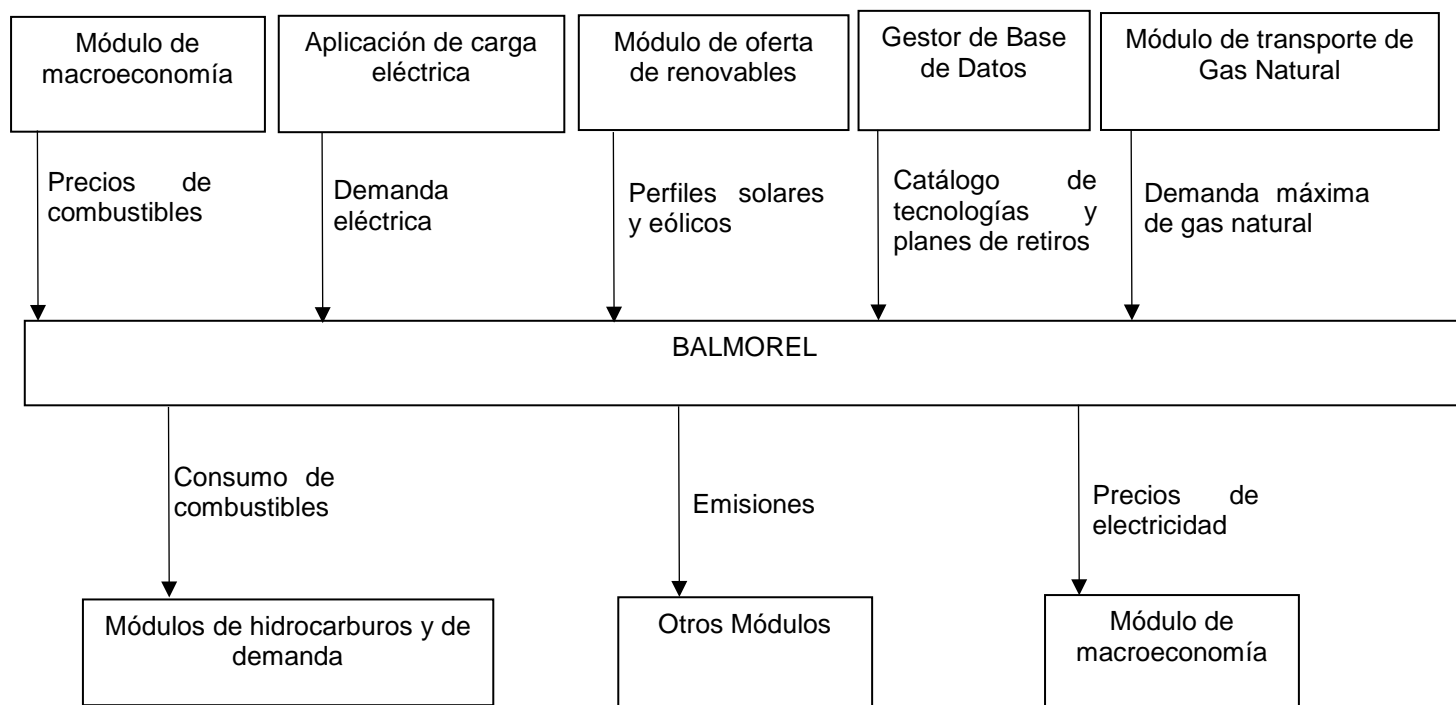 Módulo de
macroeconomía
Aplicación de carga
eléctrica
Módulo de oferta
de renovables
Gestor de Base
de Datos
Módulo de transporte de
Gas Natural
Precios de
combustibles
Demanda
eléctrica
Perfiles solares
y eólicos
Catálogo de
tecnologías y
planes de retiros
Demanda máxima
de gas natural
BALMOREL
Consumo de
combustibles
Emisiones
Precios de
electricidad
Módulos de hidrocarburos y de
demanda
Otros Módulos
Módulo de
macroeconomía